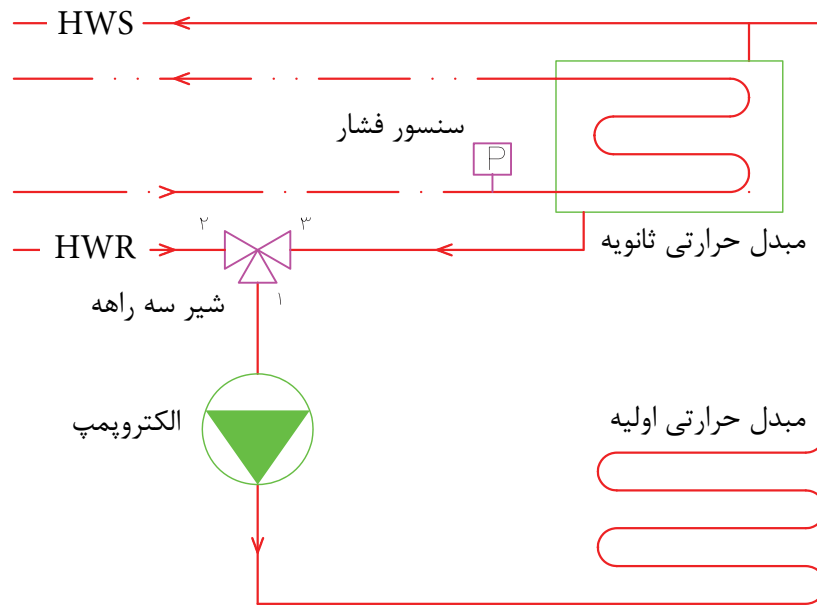 HWS
سنسور فشار
P
۲
۳
HWR
مبدل حرارتی ثانویه
۱
شیر سه راهه
الکتروپمپ
مبدل حرارتی اولیه